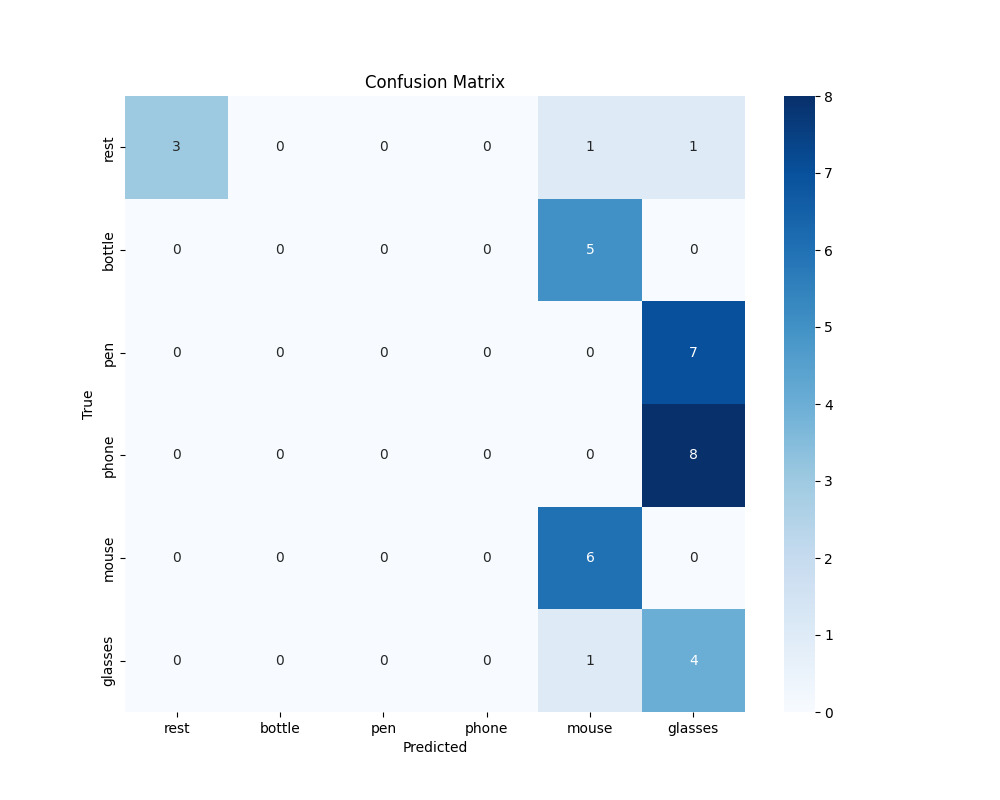 Confusion Matrix
rest 3 0 0 0 1 1
bottle 0 0 0 0 5 0
pen 0 0 0 0 0 7
phone 0 0 0 0 0 8
mouse 0 0 0 0 6 0
glasses 0 0 0 0 1 4
True
rest bottle pen phone mouse glasses
Predicted
8
7
6
5
4
3
2
1
0